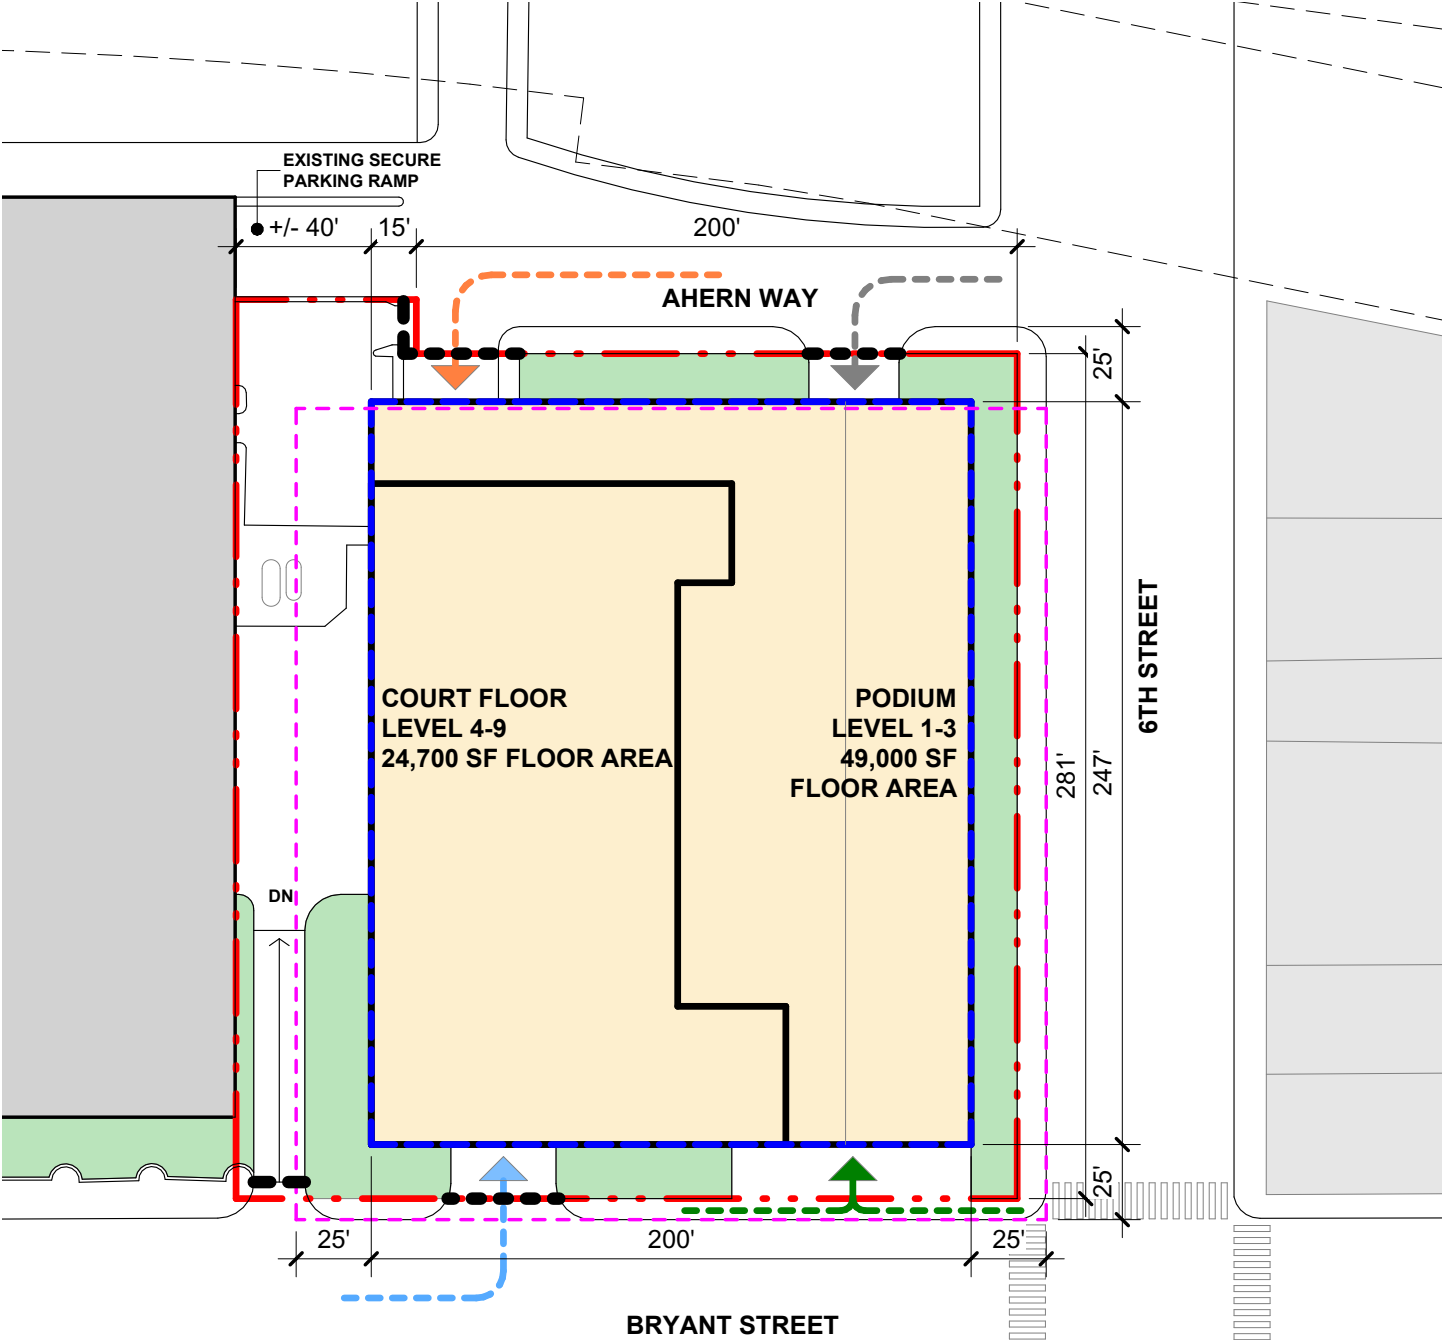 EXISTING SECURE
PARKING RAMP
+/- 40'
15'
200'
AHERN WAY
25'
COURT FLOOR
LEVEL 4-9
24,700 SF FLOOR AREA
PODIUM
LEVEL 1-3
49,000 SF
FLOOR AREA
6TH STREET
281'
247'
DN
25'
25'
200'
25'
BRYANT STREET